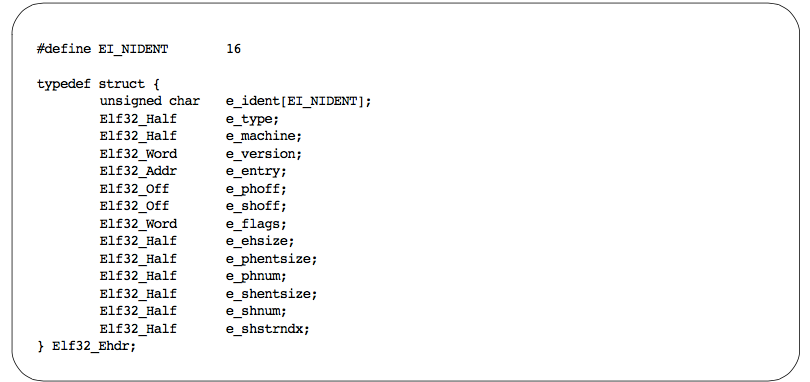 #define EI_NIDENT 16
typedef struct {
unsigned char e_ident[EI_NIDENT];
Elf32_Half e_type;
Elf32_Half e_machine;
Elf32_Word e_version;
Elf32_Addr e_entry;
Elf32_Off e_phoff;
Elf32_Off e_shoff;
Elf32_Word e_flags;
Elf32_Half e_ehsize;
Elf32_Half e_phentsize;
Elf32_Half e_phnum;
Elf32_Half e_shentsize;
Elf32_Half e_shnum;
Elf32_Half e_shstrndx;
} Elf32_Ehdr;